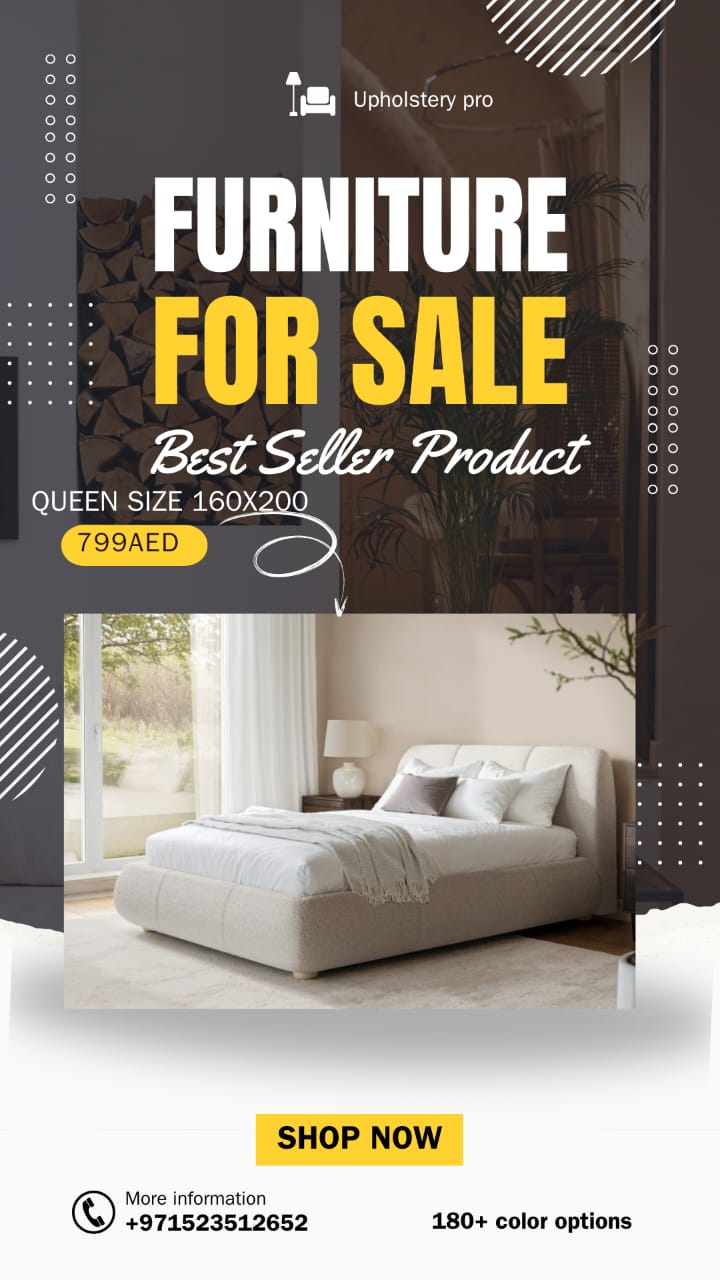 Upholstery pro
FURNITURE
FOR SALE
Best Seller Product
QUEEN SIZE 160X200
799AED
SHOP NOW
More information
+971523512652
180+ color options